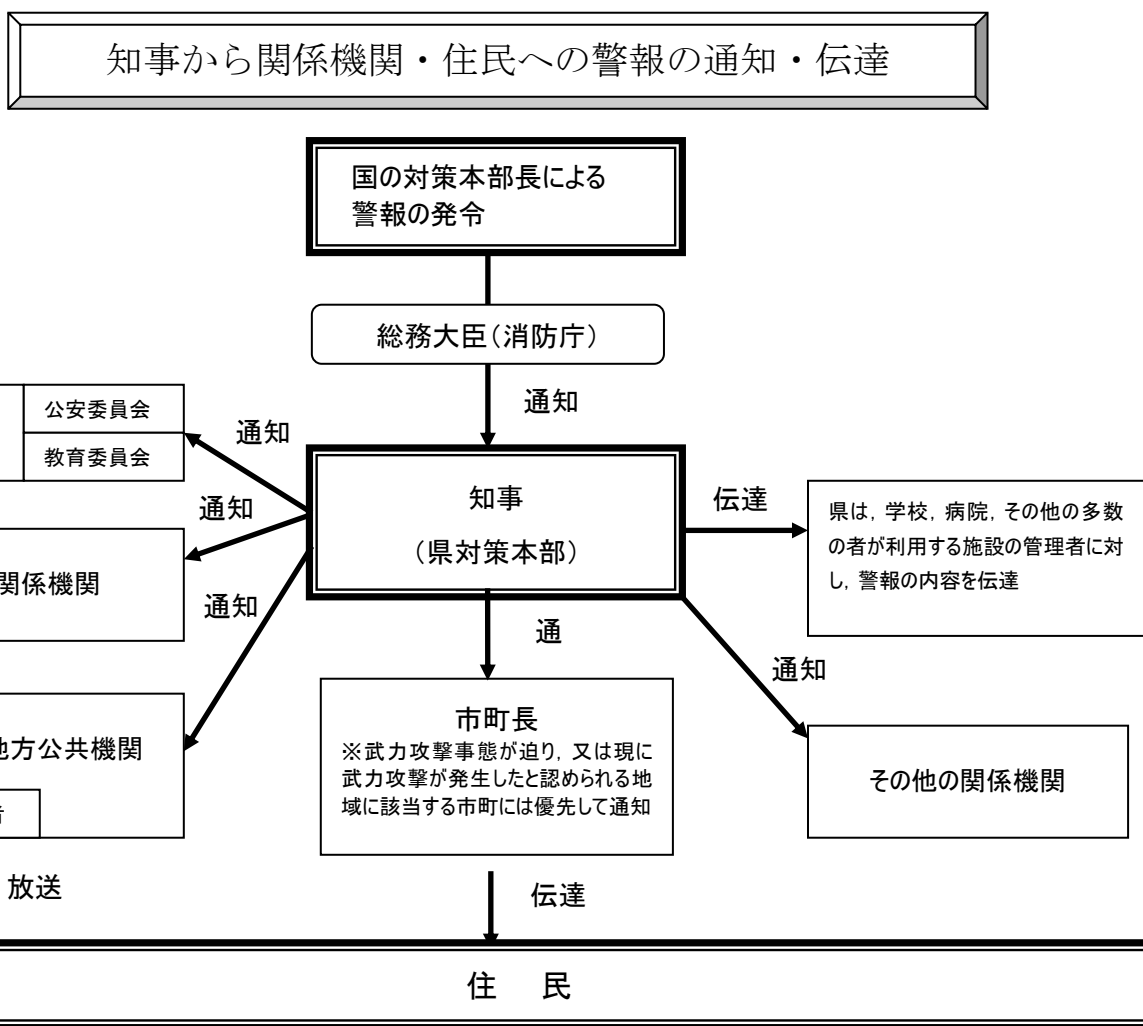 知事から関係機関・住民への警報の通知・伝達
国の対策本部長による
警報の発令
総務大臣（消防庁）
通知
公安委員会
教育委員会
通知
通知
通知
関係機関
地方公共機関
者
放送
知事
（県対策本部）
伝達
県は，学校，病院，その他の多数
の者が利用する施設の管理者に対
し，警報の内容を伝達
通
通知
市町長
※武力攻撃事態が迫り，又は現に
武力攻撃が発生したと認められる地
域に該当する市町には優先して通知
その他の関係機関
伝達
住　民